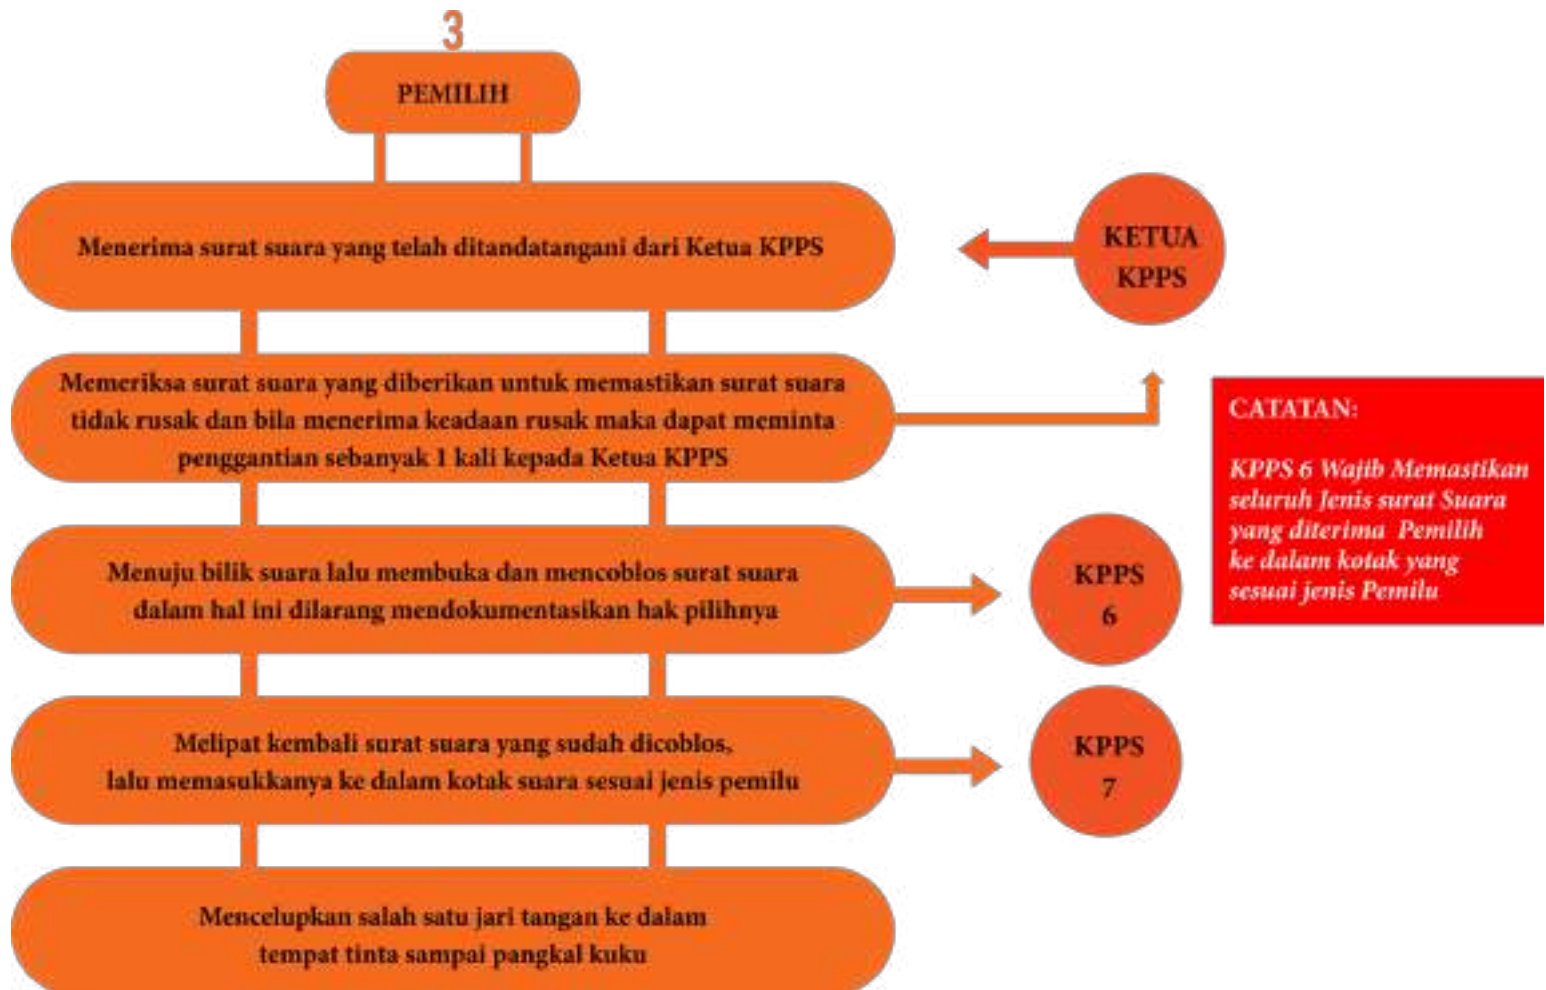 3
PEMILIH
Menerima surat suara yang telah ditandatangani dari Ketua KPPS
KETUA
KPPS
Memeriksa surat suara yang diberikan untuk memastikan surat suara
tidak rusak dan bila menerima keadaan rusak maka dapat meminta
penggantian sebanyak 1 kali kepada Ketua KPPS
CATATAN:
KPPS 6 Wajib Memastikan
seluruh Jenis surat Suara
yang diterima Pemilih
ke dalam kotak yang
sesuai jenis Pemilu
Menuju bilik suara lalu membuka dan mencoblos surat suara
dalam hal ini dilarang mendokumentasikan hak pilihnya
KPPS
6
Melipat kembali surat suara yang sudah dicoblos,
lalu memasukkanya ke dalam kotak suara sesuai jenis pemilu
KPPS
7
Mencelupkan salah satu jari tangan ke dalam
tempat tinta sampai pangkal kuku